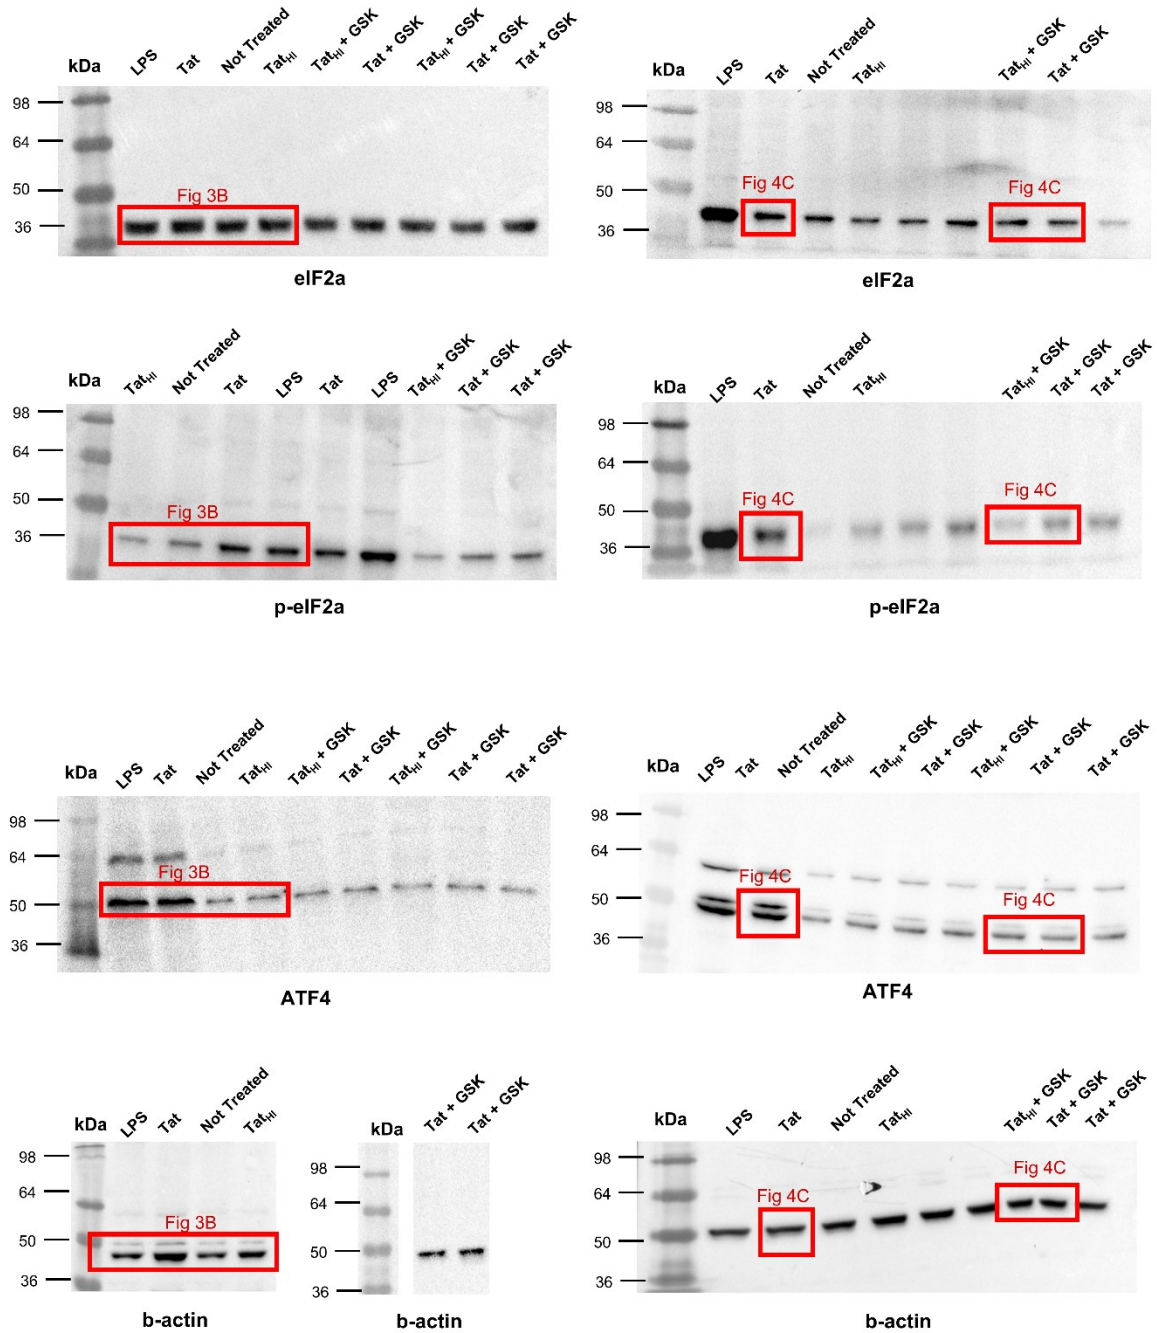 kDa LPS Tat Not Treated TatHI TatHI + GSK Tat + GSK TatHI + GSK Tat + GSK Tat + GSK
98
64
50
36
Fig 3B
eIF2a
kDa LPS Tat Not Treated TatHI TatHI + GSK Tat + GSK
98
64
50
36
Fig 4C
Fig 4C
eIF2a
kDa TatHI Not Treated Tat LPS Tat LPS TatHI + GSK Tat + GSK Tat + GSK
98
64
50
36
Fig 3B
p-eIF2a
kDa LPS Tat Not Treated TatHI TatHI + GSK Tat + GSK Tat + GSK
98
64
50
36
Fig 4C
Fig 4C
p-eIF2a
kDa LPS Tat Not Treated TatHI TatHI + GSK Tat + GSK TatHI + GSK Tat + GSK Tat + GSK
98
64
50
36
Fig 3B
ATF4
kDa LPS Tat Not Treated TatHI TatHI + GSK Tat + GSK TatHI + GSK Tat + GSK Tat + GSK
98
64
50
36
Fig 4C
Fig 4C
ATF4
kDa LPS Tat Not Treated TatHI
98
64
50
36
Fig 3B
b-actin
kDa Tat + GSK Tat + GSK
98
64
50
36
b-actin
kDa LPS Tat Not Treated TatHI TatHI + GSK Tat + GSK Tat + GSK
98
64
50
36
Fig 4C
Fig 4C
b-actin